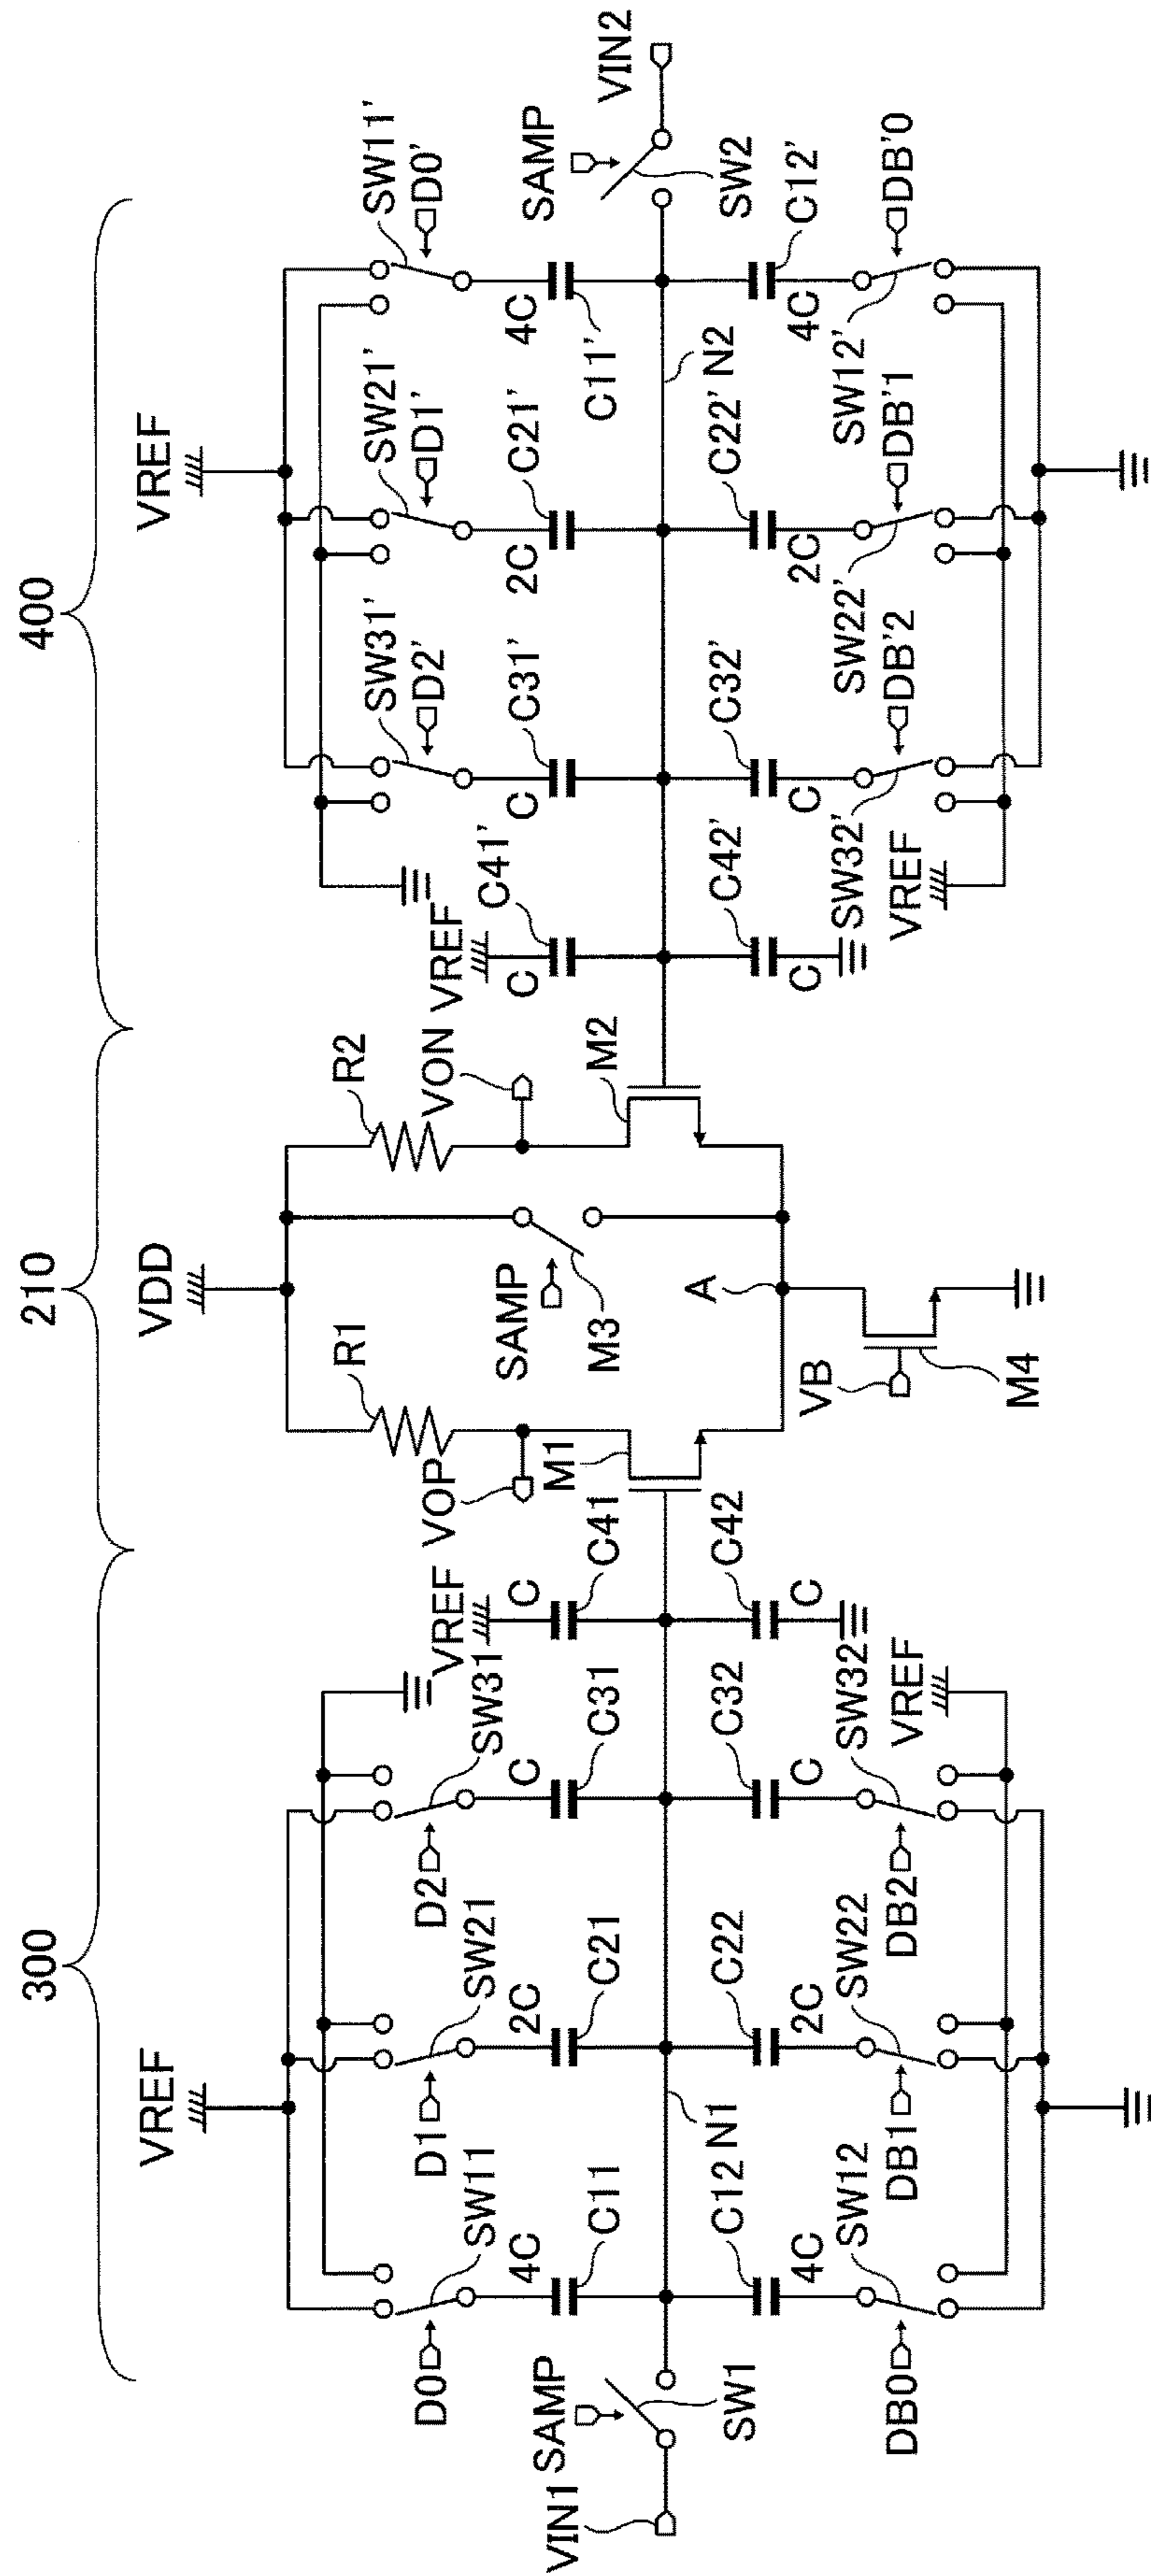 300
210
400
VREF
VDD
VREF
D0
SW11
D1
SW21
D2
SW31
VREF
VOP
R1
SAMP
M3
R2
VON
VREF
SW31'
D2'
SW21'
D1'
SW11'
D0'
4C
C11
2C
C21
C
C31
C
C41
M1
M2
C
C41'
C
C31'
2C
C21'
4C
C11'
VIN1
SAMP
SW1
N1
A
N2
SAMP
SW2
VIN2
C12
4C
C22
2C
C32
C
C42
C
VB
M4
C42'
C
C32'
C
C22'
2C
C12'
4C
DB0
SW12
DB1
SW22
DB2
SW32
VREF
VREF
SW32'
DB'2
SW22'
DB'1
SW12'
DB'0